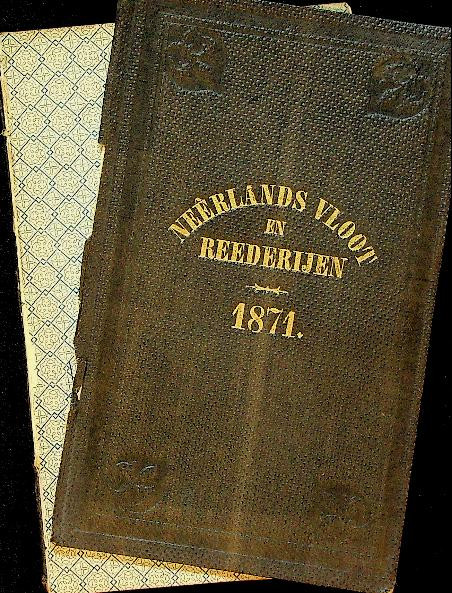 NEÊRLANDS VLOOT
EN
REEDERIJEN
1871.